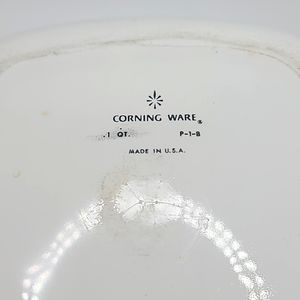 CORNING WARE®
1 QT. P-1-B
MADE IN U.S.A.